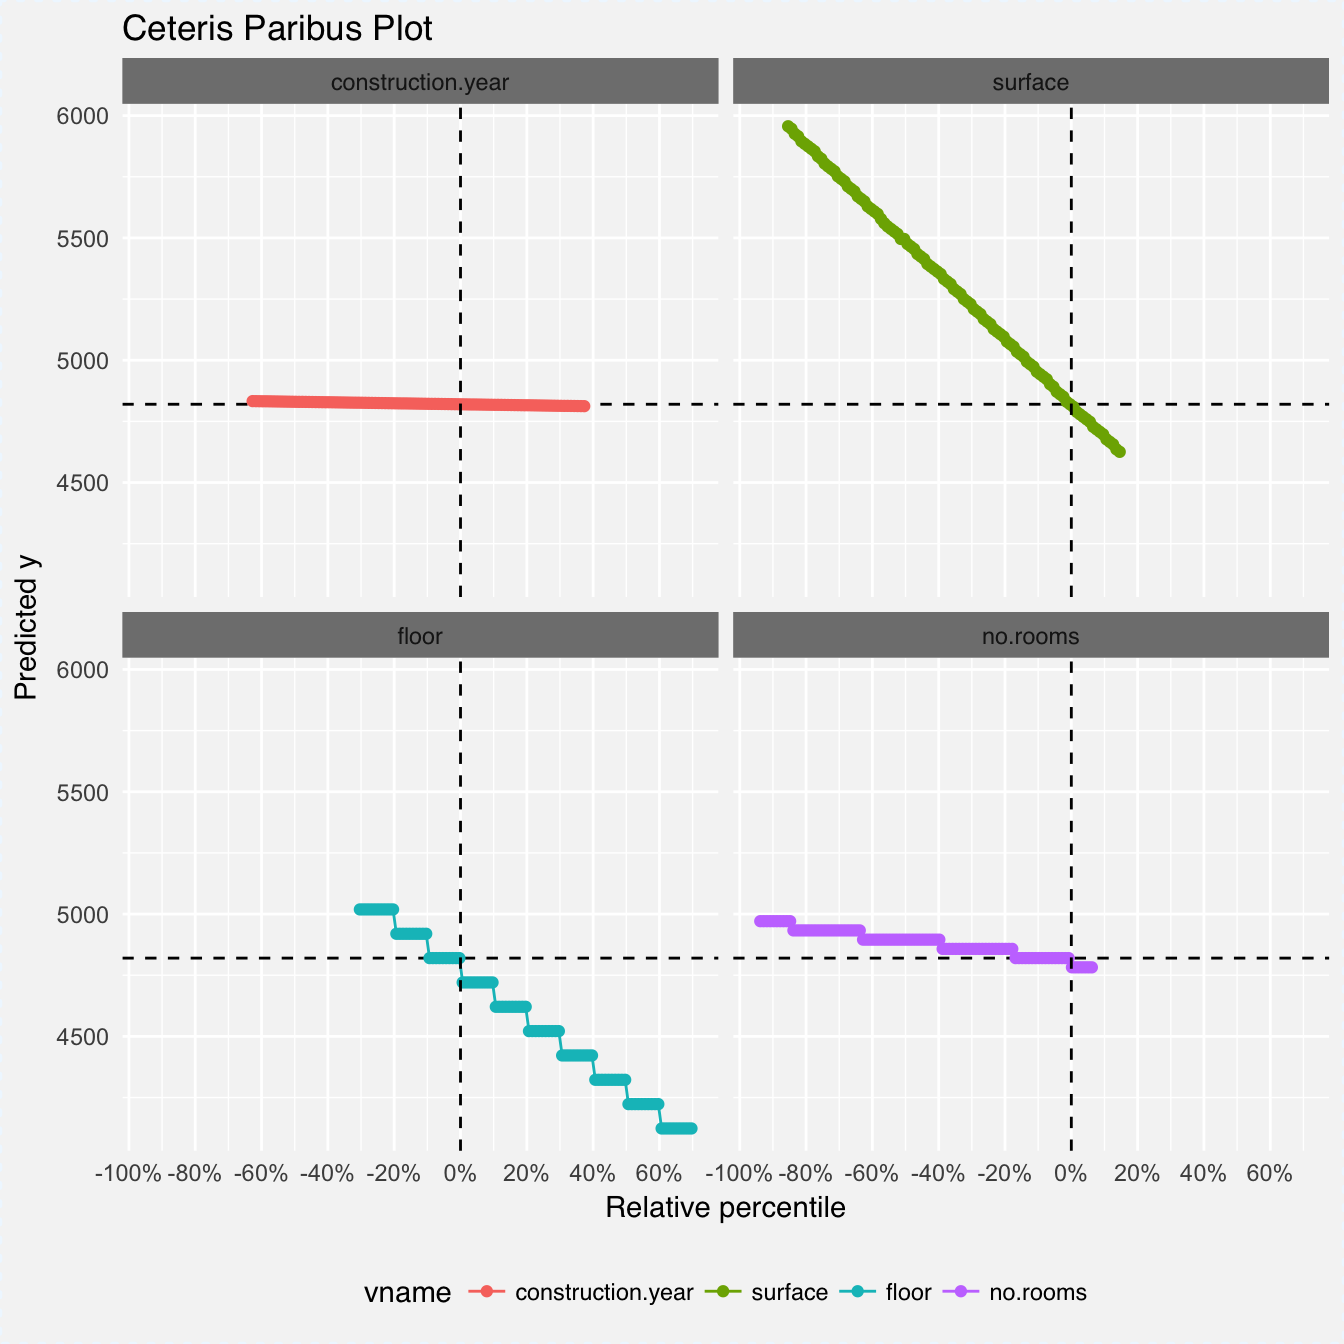 Ceteris Paribus Plot
construction.year surface
6000
5500
5000
4500
floor no.rooms
6000
5500
5000
4500
Predicted y
-100% -80% -60% -40% -20% 0% 20% 40% 60% -100% -80% -60% -40% -20% 0% 20% 40% 60%
Relative percentile
vname construction.year surface floor no.rooms